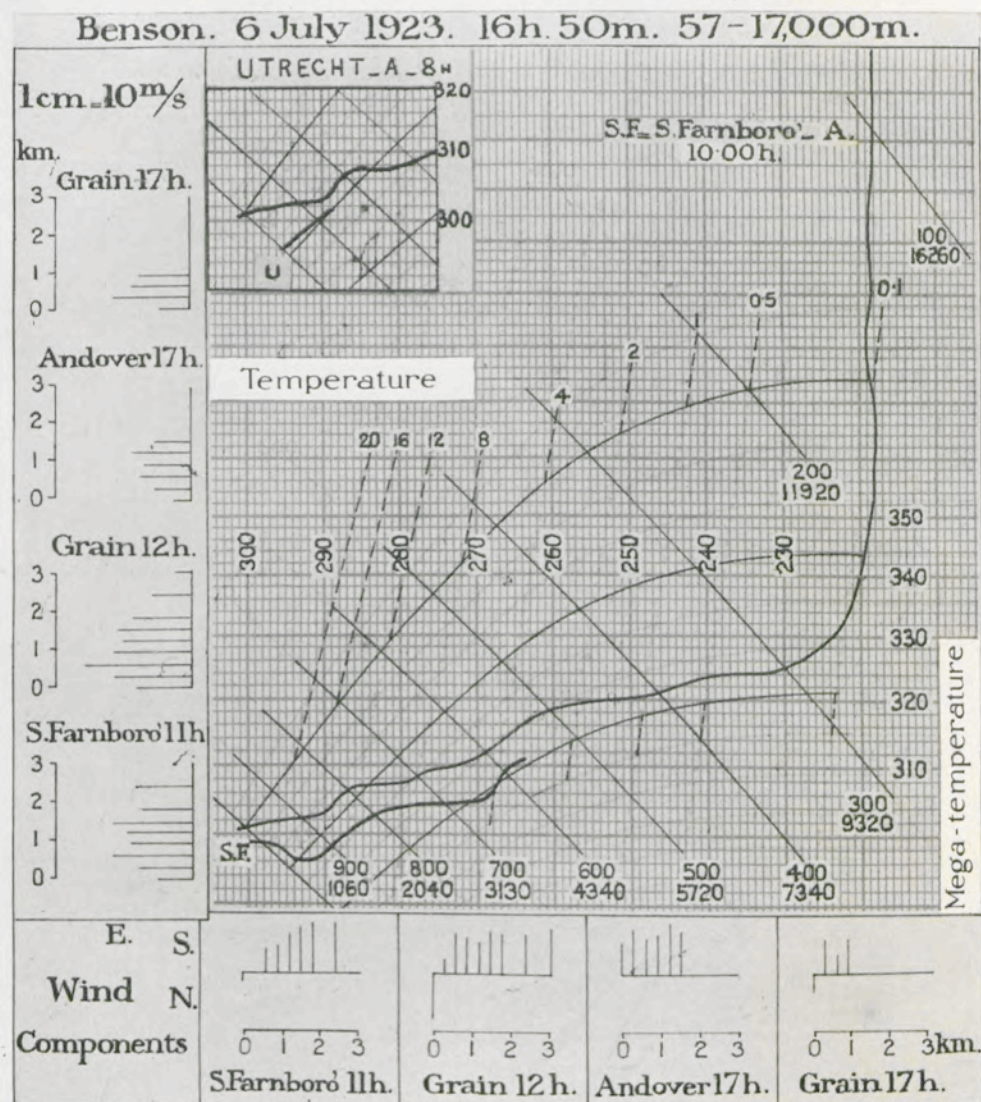 Benson. 6 July 1923. 16h. 50m. 57-17,000m.
1cm.=10 m/s
km.
Grain 17h.
3
2
1
0
Andover 17h.
3
2
1
0
Grain 12h.
3
2
1
0
S.Farnboro' 11h
3
2
1
0
UTRECHT_A_8H
320
310
300
U
S.F.= S.Farnboro'_ A.
10·00h.
100
16260
Temperature
20 16 12 8 4 2 0·5 0·1
200
11920
300 290 280 270 260 250 240 230
350
340
330
320
310
Mega-temperature
300
9320
S.F.
900 800 700 600 500 400
1060 2040 3130 4340 5720 7340
E. S.
Wind N.
Components
0 1 2 3 0 1 2 3 0 1 2 3 0 1 2 3km.
S.Farnboro' 11h. Grain 12h. Andover 17h. Grain 17h.